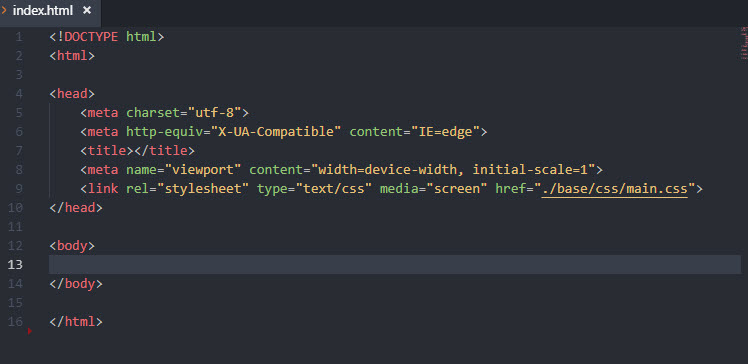 index.html ×
1 <!DOCTYPE html>
2 <html>
3
4 <head>
5     <meta charset="utf-8">
6     <meta http-equiv="X-UA-Compatible" content="IE=edge">
7     <title></title>
8     <meta name="viewport" content="width=device-width, initial-scale=1">
9     <link rel="stylesheet" type="text/css" media="screen" href="./base/css/main.css">
10 </head>
11
12 <body>
13
14 </body>
15
16 </html>